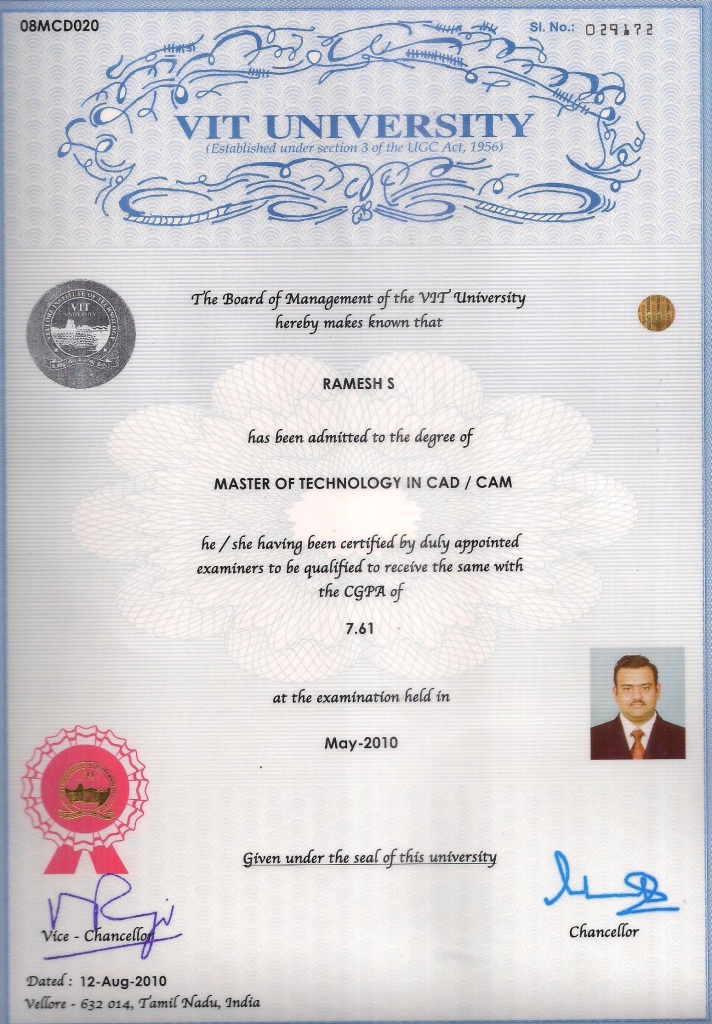 08MCD020
Sl. No.: 029172
VIT UNIVERSITY
(Established under section 3 of the UGC Act, 1956)
VIT
UNIVERSITY
The Board of Management of the VIT University
hereby makes known that
RAMESH S
has been admitted to the degree of
MASTER OF TECHNOLOGY IN CAD / CAM
he / she having been certified by duly appointed
examiners to be qualified to receive the same with
the CGPA of
7.61
at the examination held in
May-2010
Given under the seal of this university
Vice - Chancellor
Chancellor
Dated : 12-Aug-2010
Vellore - 632 014, Tamil Nadu, India